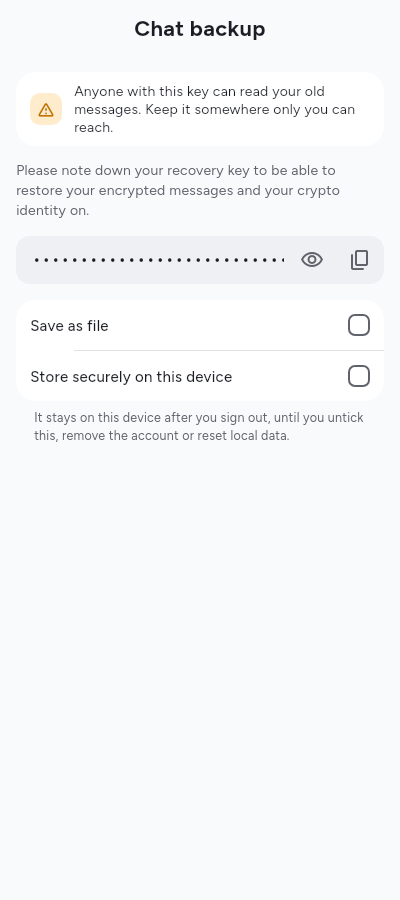 Chat backup
Anyone with this key can read your old
messages. Keep it somewhere only you can
reach.
Please note down your recovery key to be able to
restore your encrypted messages and your crypto
identity on.
Save as file
Store securely on this device
It stays on this device after you sign out, until you untick
this, remove the account or reset local data.